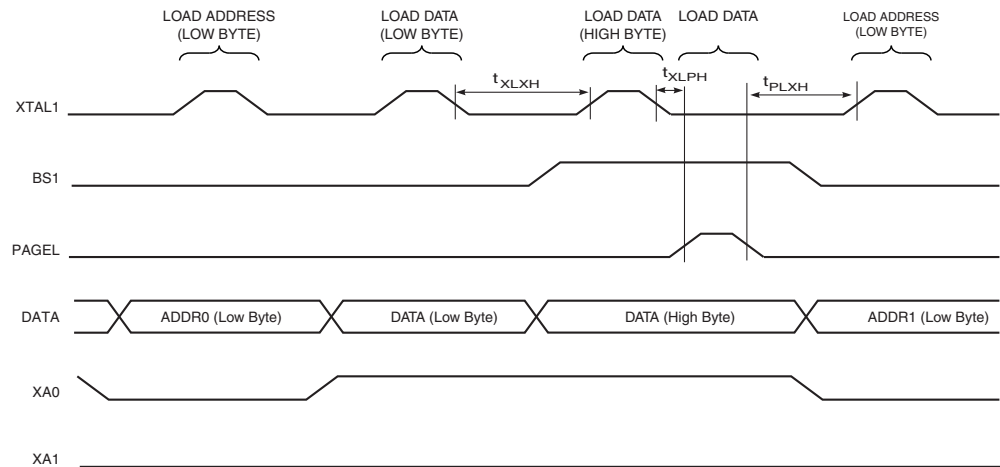 LOAD ADDRESS
(LOW BYTE)
LOAD DATA
(LOW BYTE)
LOAD DATA
(HIGH BYTE)
LOAD DATA
LOAD ADDRESS
(LOW BYTE)
XTAL1
tXLXH
tXLPH
tPLXH
BS1
PAGEL
DATA
ADDR0 (Low Byte)
DATA (Low Byte)
DATA (High Byte)
ADDR1 (Low Byte)
XA0
XA1